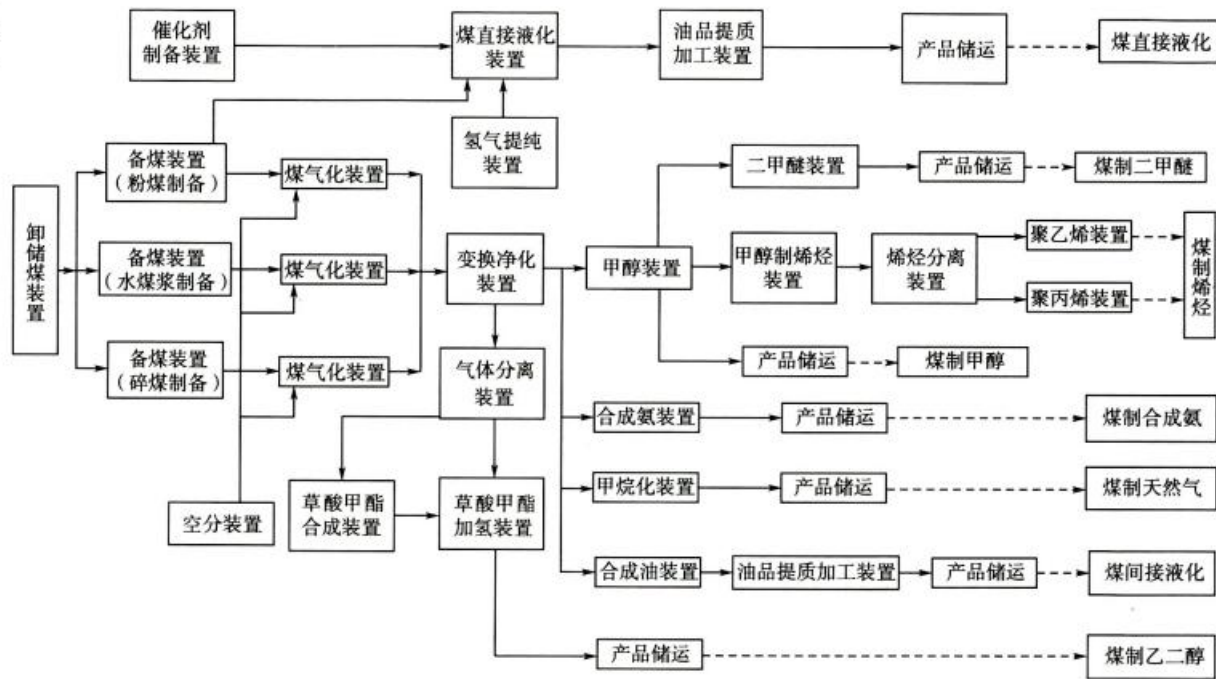 催化剂
制备装置
煤直接液化
装置
油品提质
加工装置
产品储运
煤直接液化
氢气提纯
装置
备煤装置
（粉煤制备）
煤气化装置
二甲醚装置
产品储运
煤制二甲醚
卸储煤装置
备煤装置
（水煤浆制备）
煤气化装置
变换净化
装置
甲醇装置
甲醇制烯烃
装置
烯烃分离
装置
聚乙烯装置
聚丙烯装置
煤制烯烃
备煤装置
（碎煤制备）
煤气化装置
气体分离
装置
产品储运
煤制甲醇
合成氨装置
产品储运
煤制合成氨
空分装置
草酸甲酯
合成装置
草酸甲酯
加氢装置
甲烷化装置
产品储运
煤制天然气
合成油装置
油品提质加工装置
产品储运
煤间接液化
产品储运
煤制乙二醇